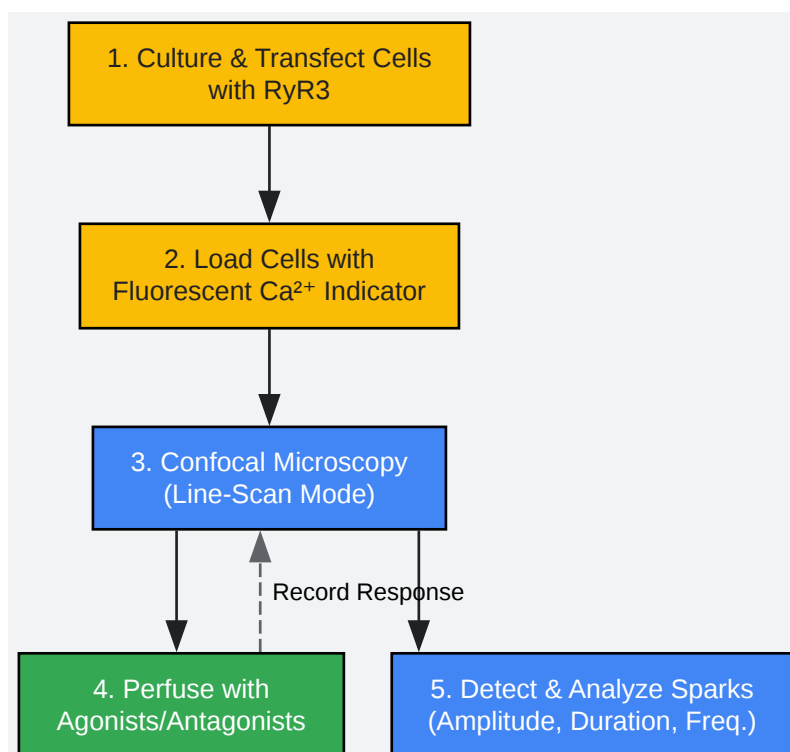 1. Culture & Transfect Cells
with RyR3
2. Load Cells with
Fluorescent Ca²⁺ Indicator
3. Confocal Microscopy
(Line-Scan Mode)
Record Response
4. Perfuse with
Agonists/Antagonists
5. Detect & Analyze Sparks
(Amplitude, Duration, Freq.)